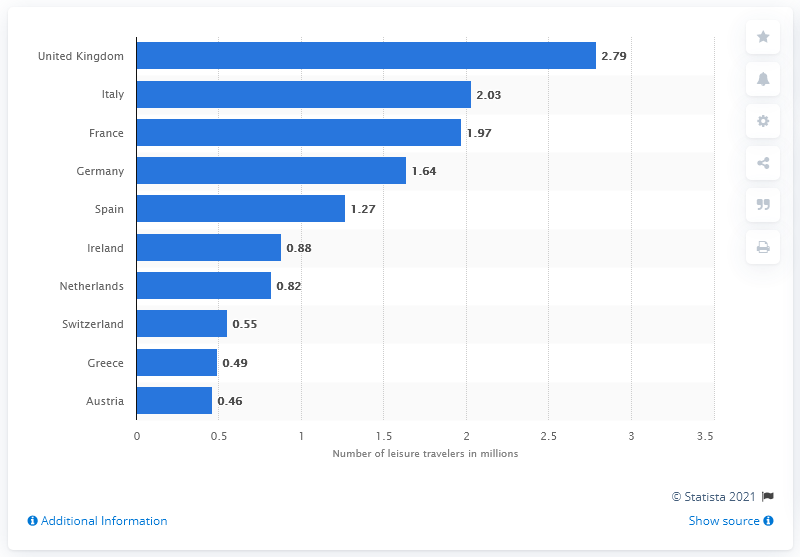 United Kingdom 2.79
Italy 2.03
France 1.97
Germany 1.64
Spain 1.27
Ireland 0.88
Netherlands 0.82
Switzerland 0.55
Greece 0.49
Austria 0.46
0 0.5 1 1.5 2 2.5 3 3.5
Number of leisure travelers in millions
© Statista 2021
Additional Information
Show source